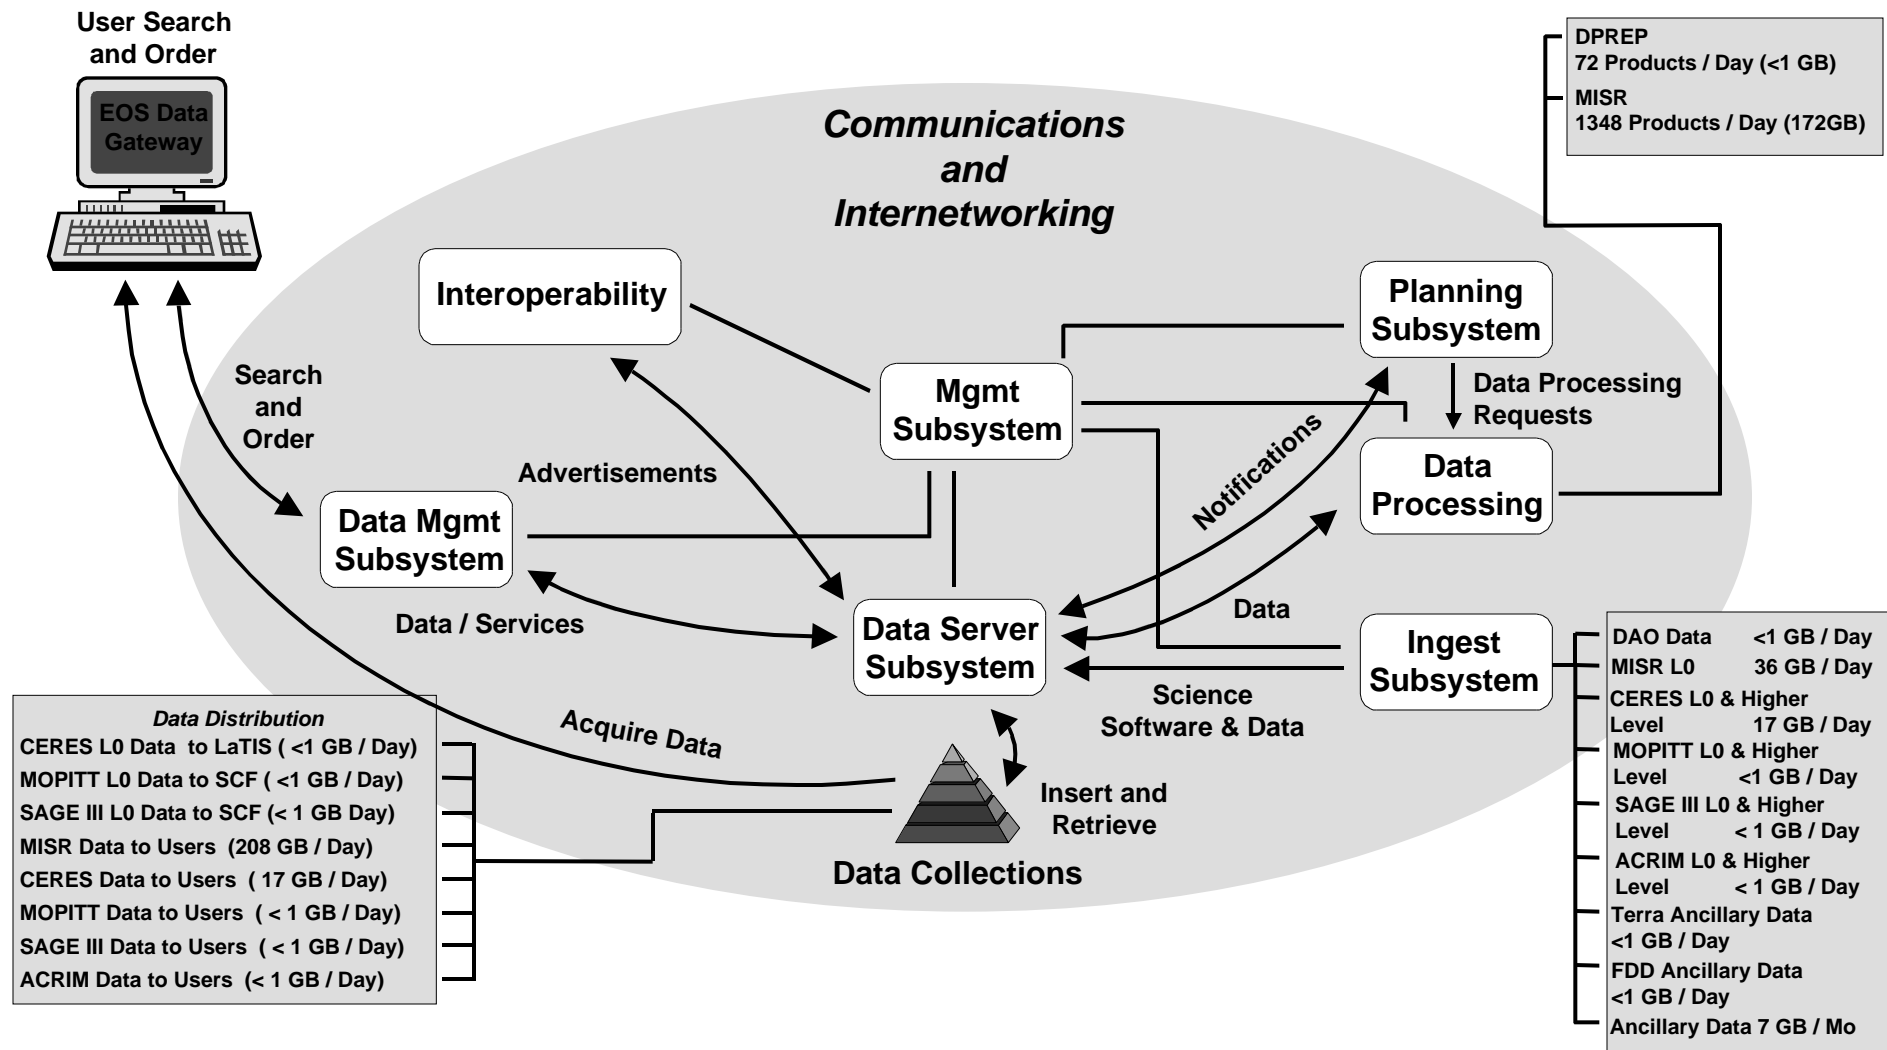 User Search
and Order
EOS Data
Gateway
DPREP
72 Products / Day (<1 GB)
MISR
1348 Products / Day (172GB)
Communications
and
Internetworking
Interoperability
Planning
Subsystem
Search
and
Order
Mgmt
Subsystem
Data Processing
Requests
Advertisements
Notifications
Data
Processing
Data Mgmt
Subsystem
Data / Services
Data Server
Subsystem
Data
Ingest
Subsystem
Science
Software & Data
Acquire Data
Insert and
Retrieve
Data Collections
Data Distribution
CERES L0 Data  to LaTIS ( <1 GB / Day)
MOPITT L0 Data to SCF ( <1 GB / Day)
SAGE III L0 Data to SCF (< 1 GB Day)
MISR Data to Users  (208 GB / Day)
CERES Data to Users  ( 17 GB / Day)
MOPITT Data to Users  ( < 1 GB / Day)
SAGE III Data to Users  ( < 1 GB / Day)
ACRIM Data to Users  (< 1 GB / Day)
DAO Data <1 GB / Day
MISR L0 36 GB / Day
CERES L0 & Higher
Level 17 GB / Day
MOPITT L0 & Higher
Level <1 GB / Day
SAGE III L0 & Higher
Level < 1 GB / Day
ACRIM L0 & Higher
Level < 1 GB / Day
Terra Ancillary Data
<1 GB / Day
FDD Ancillary Data
<1 GB / Day
Ancillary Data 7 GB / Mo